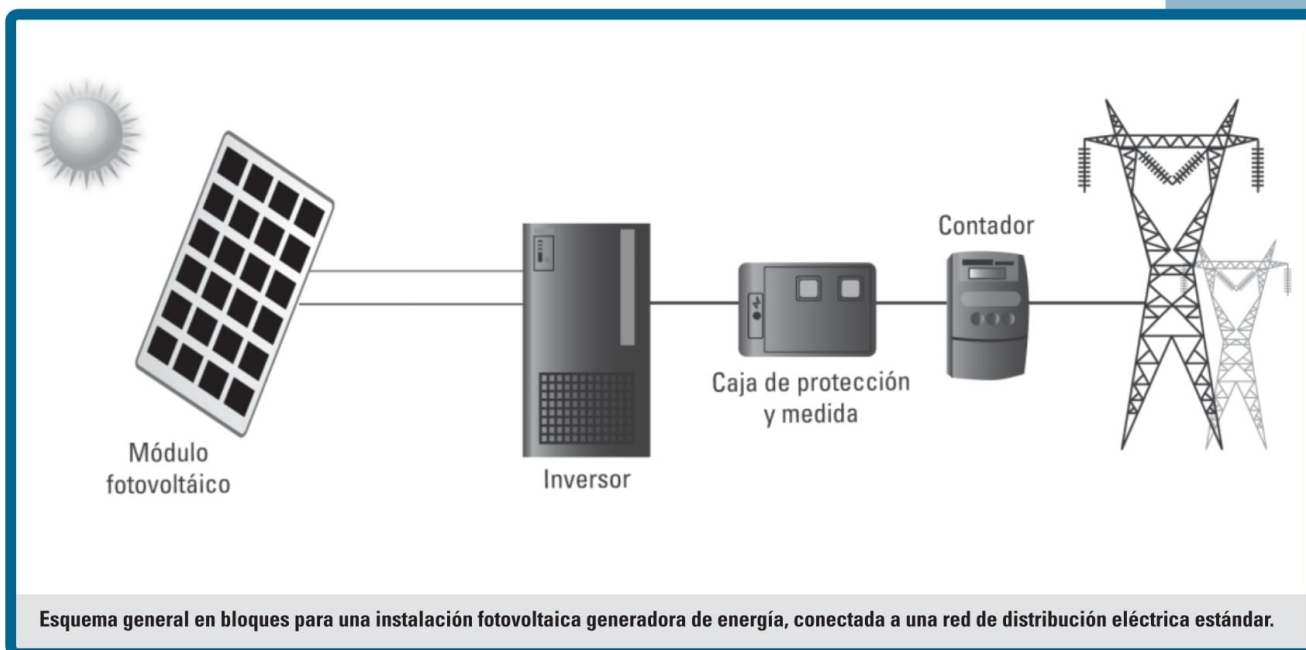 Contador
Caja de protección
y medida
Módulo
fotovoltáico
Inversor
Esquema general en bloques para una instalación fotovoltaica generadora de energía, conectada a una red de distribución eléctrica estándar.